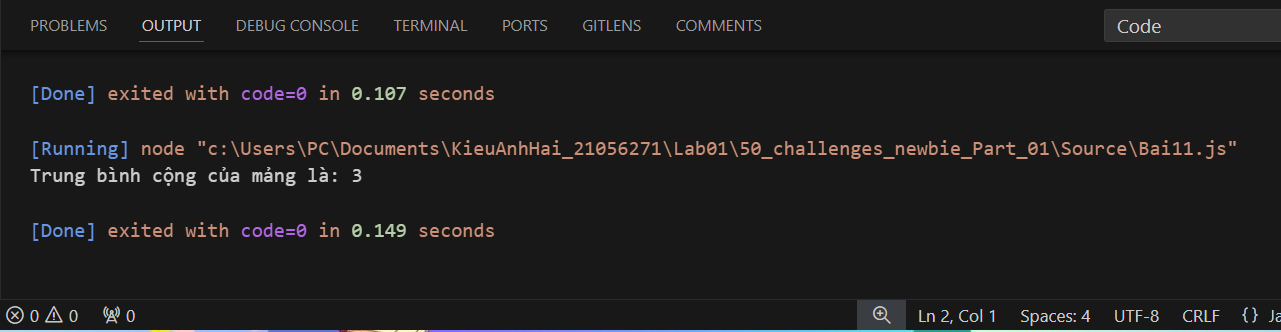 PROBLEMS OUTPUT DEBUG CONSOLE TERMINAL PORTS GITLENS COMMENTS Code
[Done] exited with code=0 in 0.107 seconds
[Running] node "c:\Users\PC\Documents\KieuAnhHai_21056271\Lab01\50_challenges_newbie_Part_01\Source\Bai11.js"
Trung bình cộng của mảng là: 3
[Done] exited with code=0 in 0.149 seconds
0 0 0 Ln 2, Col 1 Spaces: 4 UTF-8 CRLF {} Ja